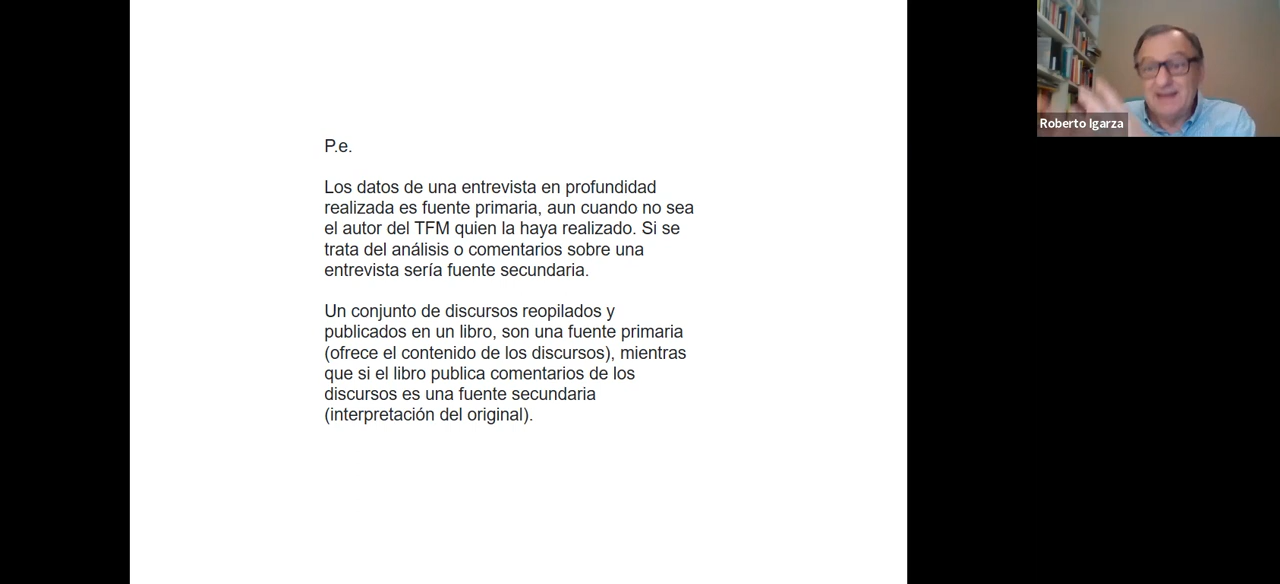 P.e.
Los datos de una entrevista en profundidad
realizada es fuente primaria, aun cuando no sea
el autor del TFM quien la haya realizado. Si se
trata del análisis o comentarios sobre una
entrevista sería fuente secundaria.
Un conjunto de discursos reopilados y
publicados en un libro, son una fuente primaria
(ofrece el contenido de los discursos), mientras
que si el libro publica comentarios de los
discursos es una fuente secundaria
(interpretación del original).
Roberto Igarza